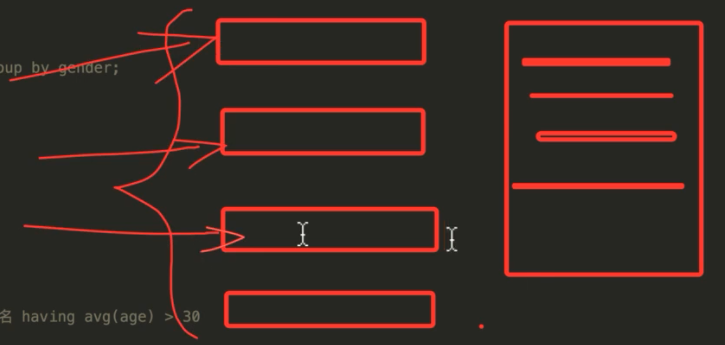 oup by gender;
名 having avg(age) > 30